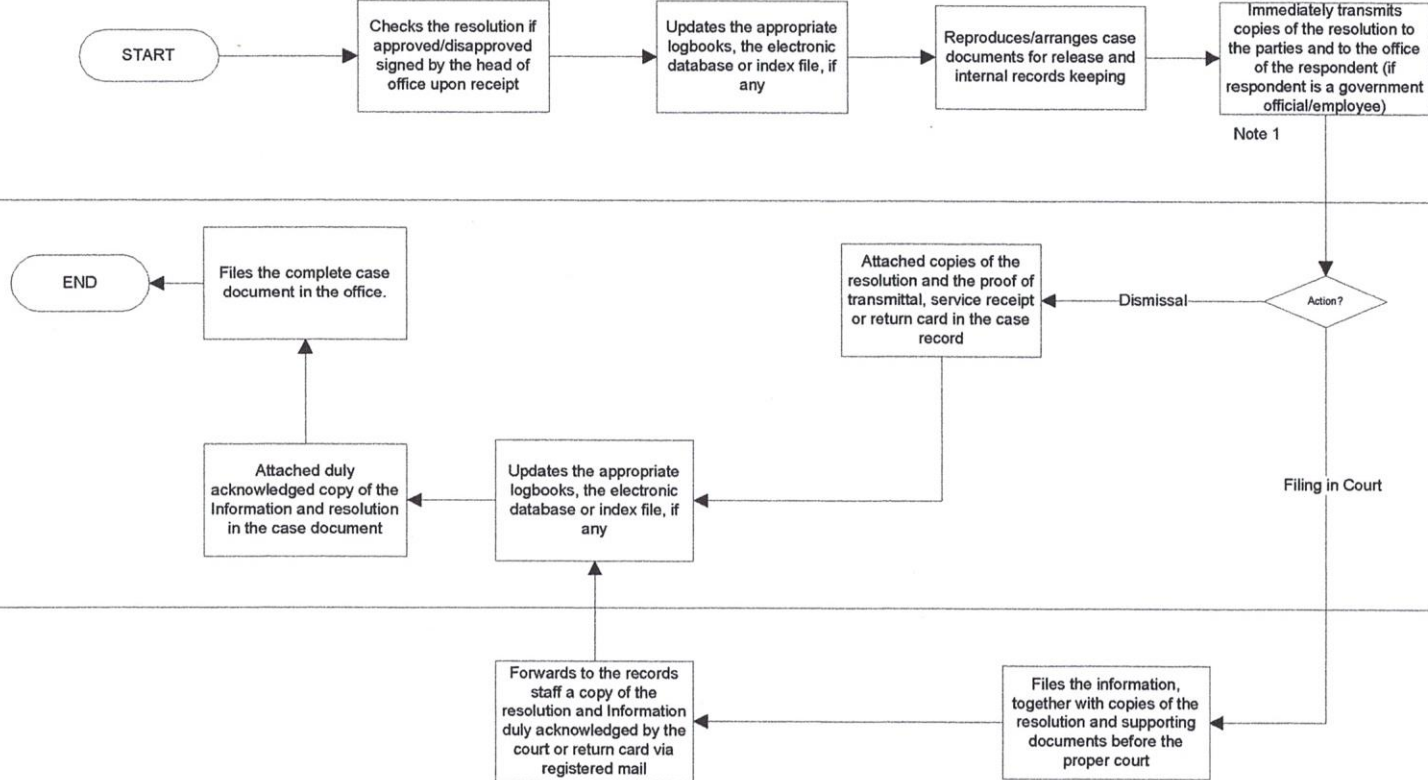 START
Checks the resolution if
approved/disapproved
signed by the head of
office upon receipt
Updates the appropriate
logbooks, the electronic
database or index file, if
any
Reproduces/arranges case
documents for release and
internal records keeping
Immediately transmits
copies of the resolution to
the parties and to the office
of the respondent (if
respondent is a government
official/employee)
Note 1
Action?
Dismissal
Attached copies of the
resolution and the proof of
transmittal, service receipt
or return card in the case
record
Filing in Court
Files the information,
together with copies of the
resolution and supporting
documents before the
proper court
Forwards to the records
staff a copy of the
resolution and Information
duly acknowledged by the
court or return card via
registered mail
Updates the appropriate
logbooks, the electronic
database or index file, if
any
Attached duly
acknowledged copy of the
Information and resolution
in the case document
Files the complete case
document in the office.
END